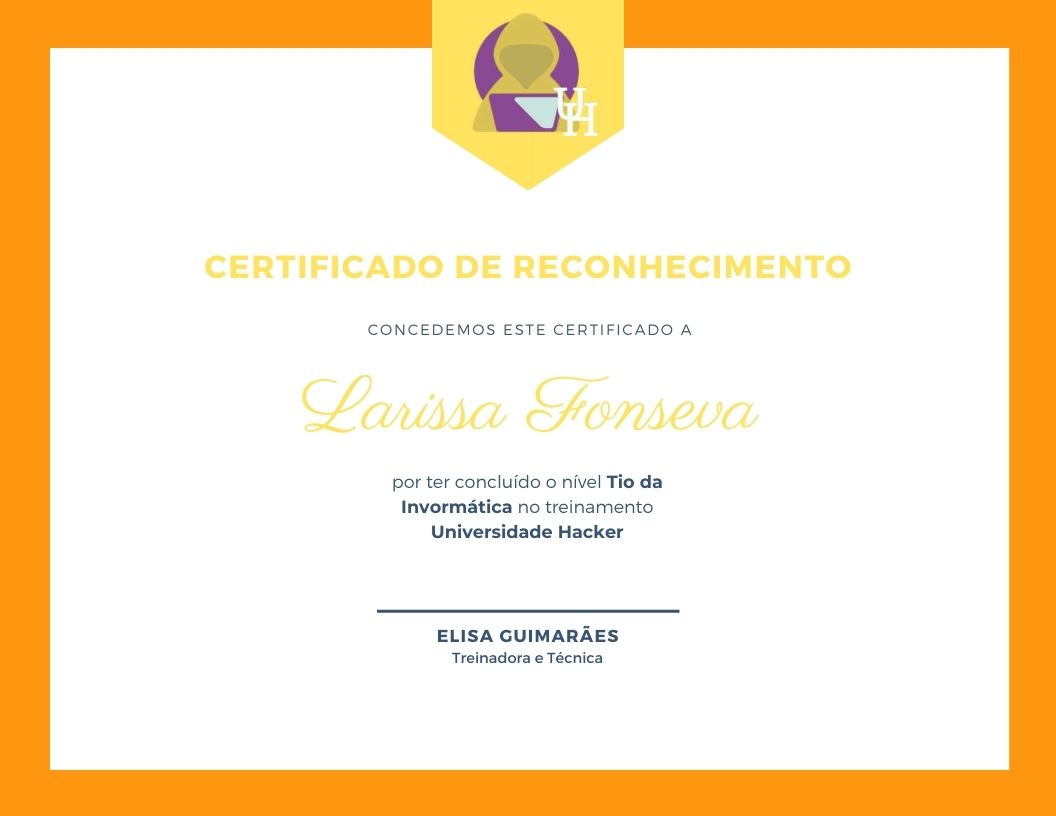 UH
CERTIFICADO DE RECONHECIMENTO
CONCEDEMOS ESTE CERTIFICADO A
Larissa Fonseva
por ter concluído o nível Tio da
Invormática no treinamento
Universidade Hacker
ELISA GUIMARÃES
Treinadora e Técnica